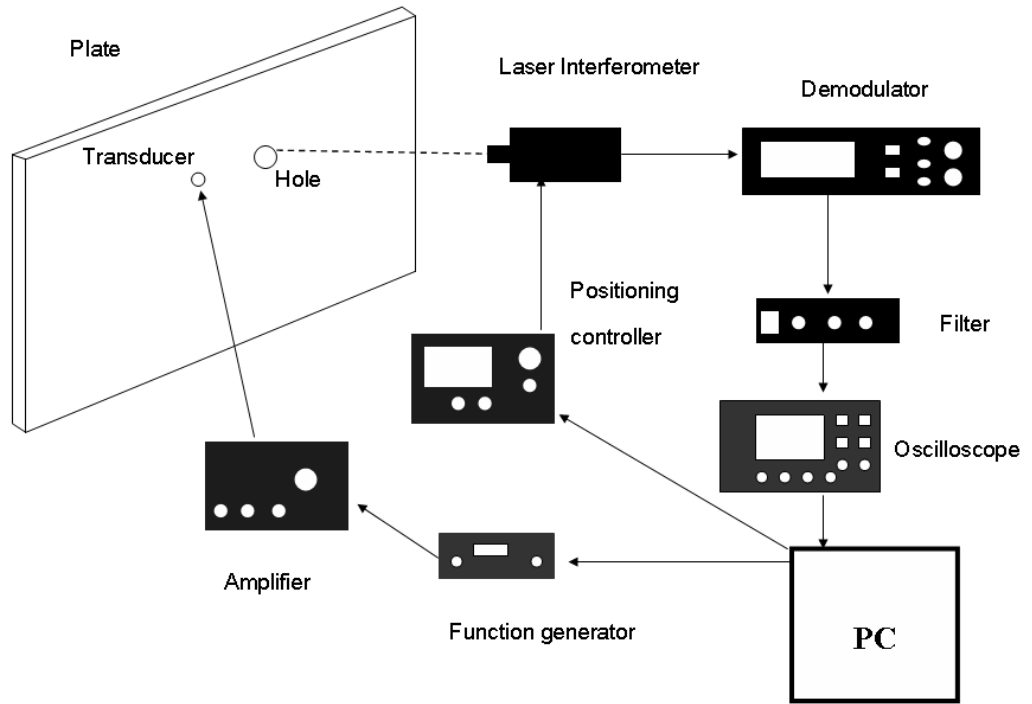 Plate
Laser Interferometer
Demodulator
Transducer
Hole
Positioning
controller
Filter
Oscilloscope
Amplifier
Function generator
PC